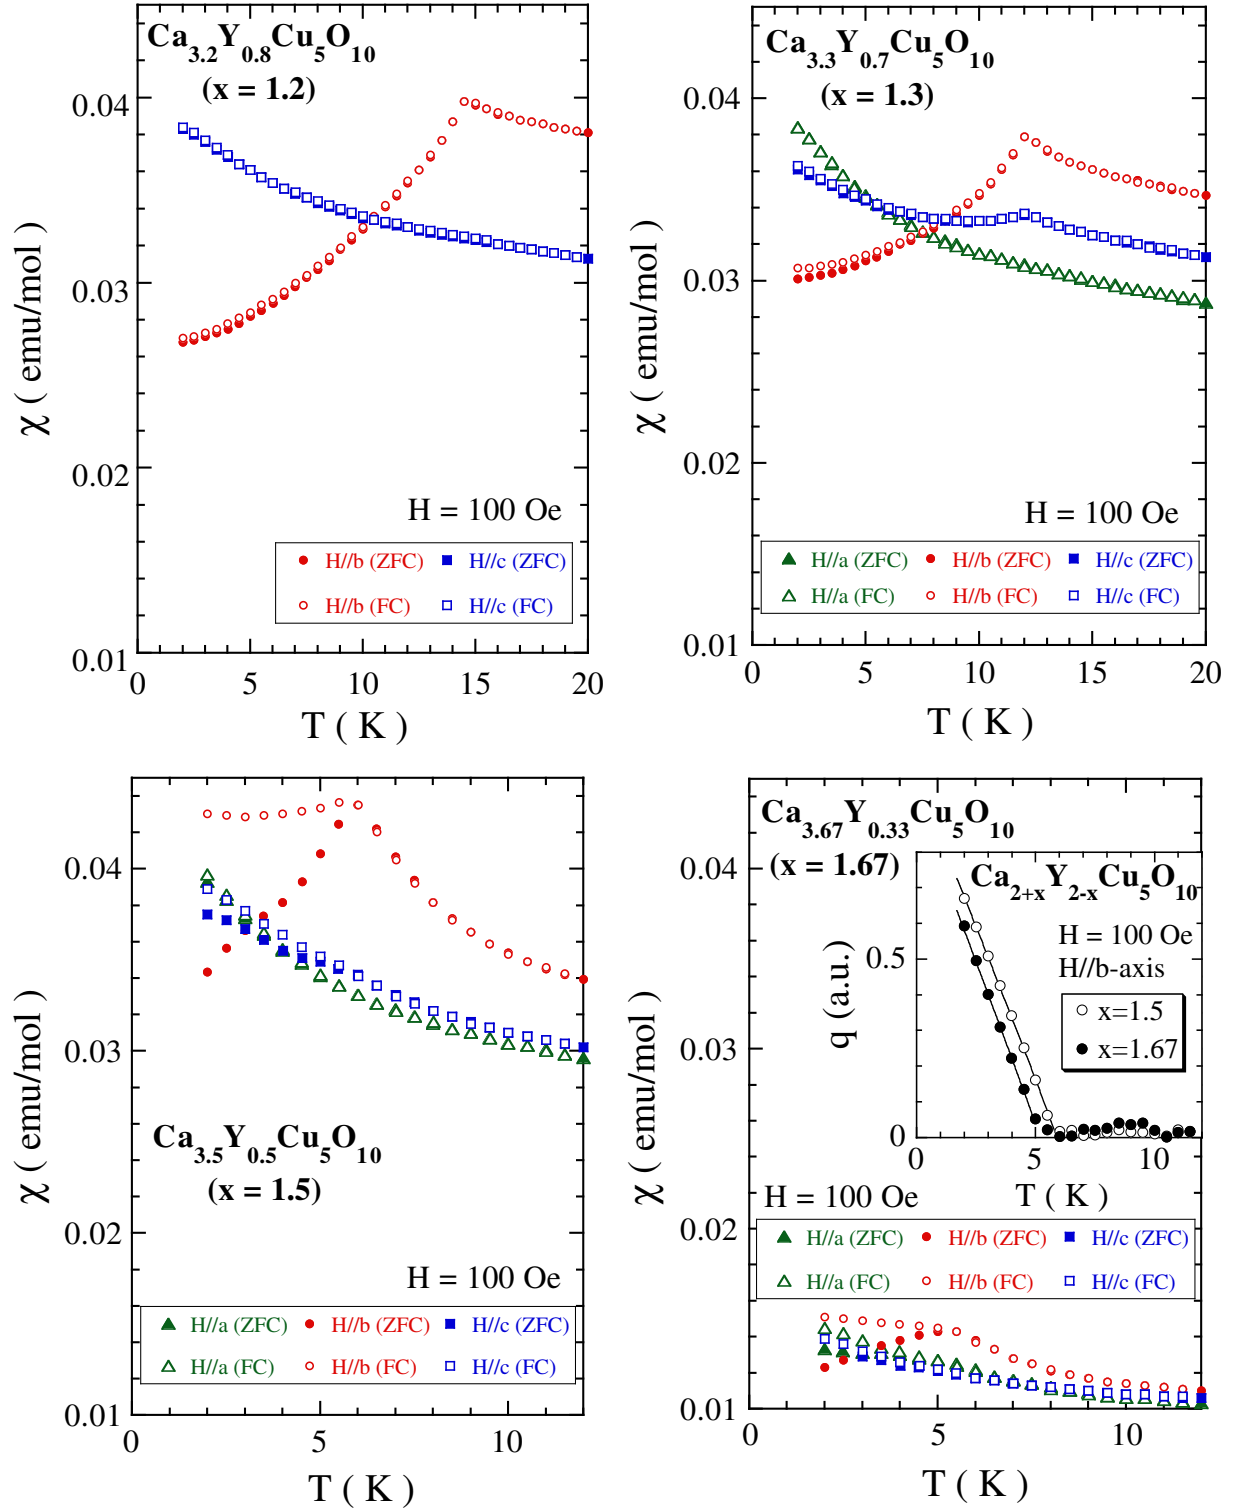 Ca3.2Y0.8Cu5O10
(x = 1.2)
0.04
0.03
0.02
0.01
χ ( emu/mol )
H = 100 Oe
H//b (ZFC) H//c (ZFC)
H//b (FC) H//c (FC)
0 5 10 15 20
T ( K )
Ca3.3Y0.7Cu5O10
(x = 1.3)
0.04
0.03
0.02
0.01
χ ( emu/mol )
H = 100 Oe
H//a (ZFC) H//b (ZFC) H//c (ZFC)
H//a (FC) H//b (FC) H//c (FC)
0 5 10 15 20
T ( K )
0.04
0.03
0.02
0.01
χ ( emu/mol )
Ca3.5Y0.5Cu5O10
(x = 1.5)
H = 100 Oe
H//a (ZFC) H//b (ZFC) H//c (ZFC)
H//a (FC) H//b (FC) H//c (FC)
0 5 10
T ( K )
Ca3.67Y0.33Cu5O10
(x = 1.67)
0.04
0.03
0.02
0.01
χ ( emu/mol )
Ca2+xY2-xCu5O10
H = 100 Oe
H//b-axis
x=1.5
x=1.67
q (a.u.)
0.5
0
0 5 10
T ( K )
H = 100 Oe
H//a (ZFC) H//b (ZFC) H//c (ZFC)
H//a (FC) H//b (FC) H//c (FC)
0 5 10
T ( K )